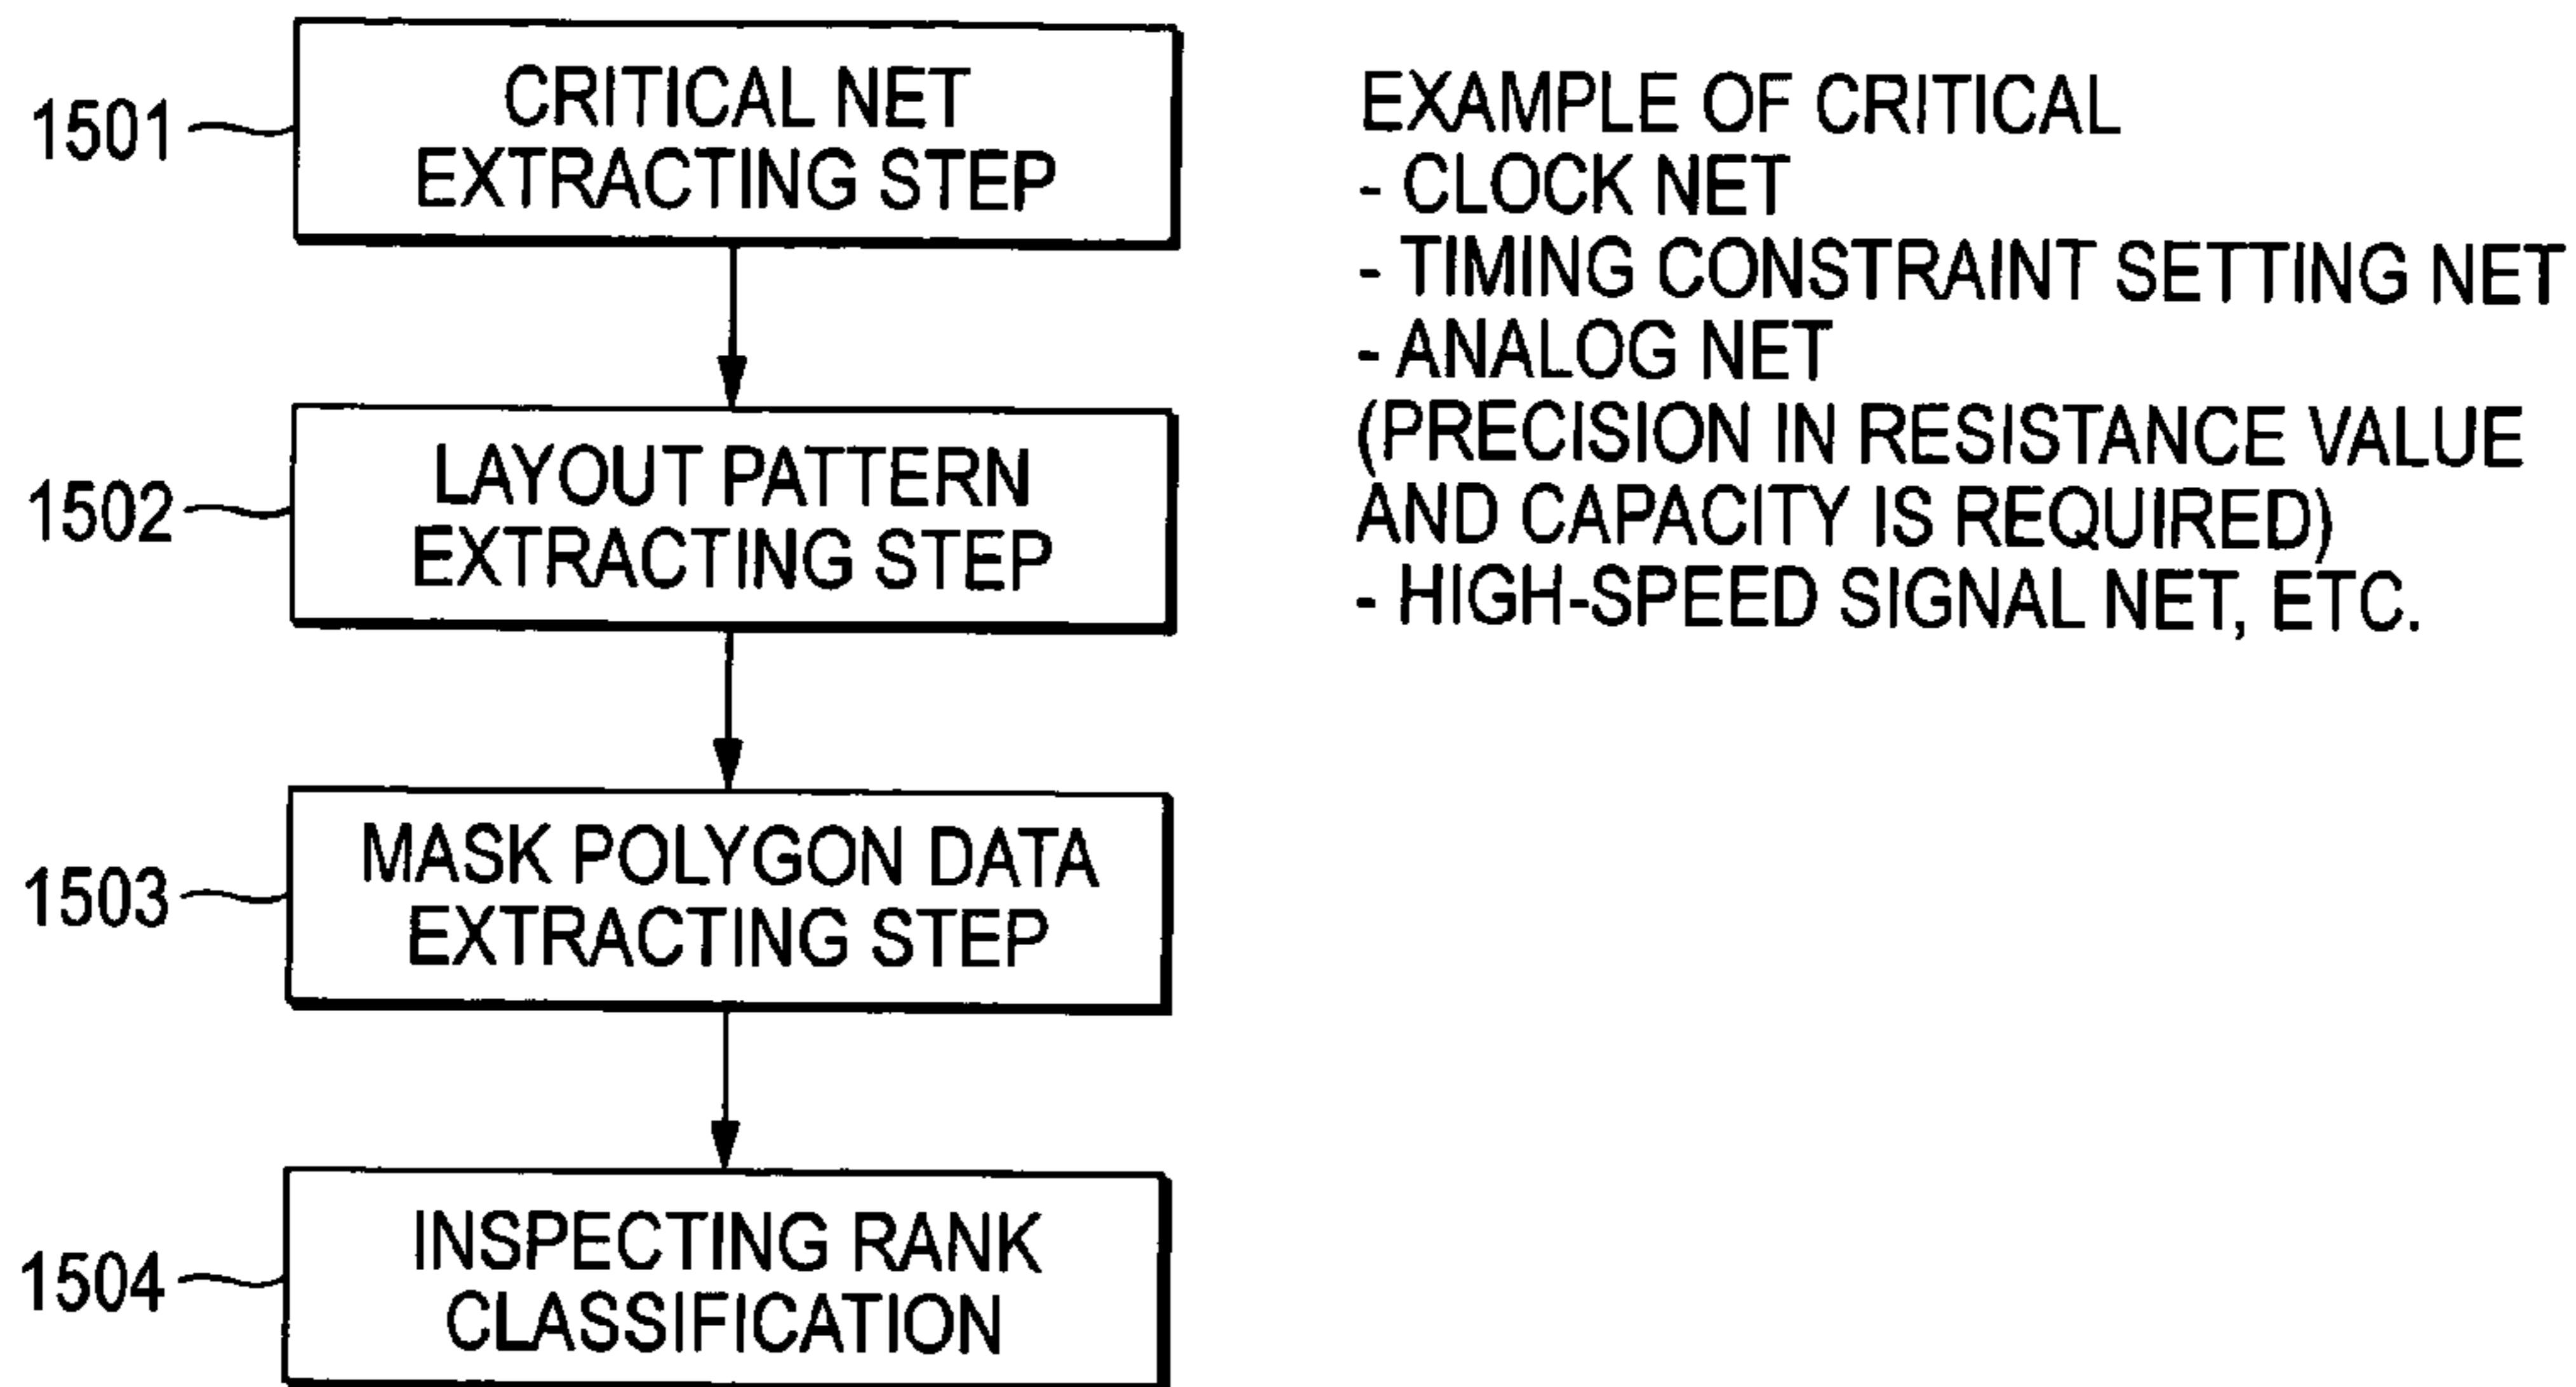 1501
CRITICAL NET
EXTRACTING STEP
1502
LAYOUT PATTERN
EXTRACTING STEP
1503
MASK POLYGON DATA
EXTRACTING STEP
1504
INSPECTING RANK
CLASSIFICATION
EXAMPLE OF CRITICAL
- CLOCK NET
- TIMING CONSTRAINT SETTING NET
- ANALOG NET
(PRECISION IN RESISTANCE VALUE
AND CAPACITY IS REQUIRED)
- HIGH-SPEED SIGNAL NET, ETC.